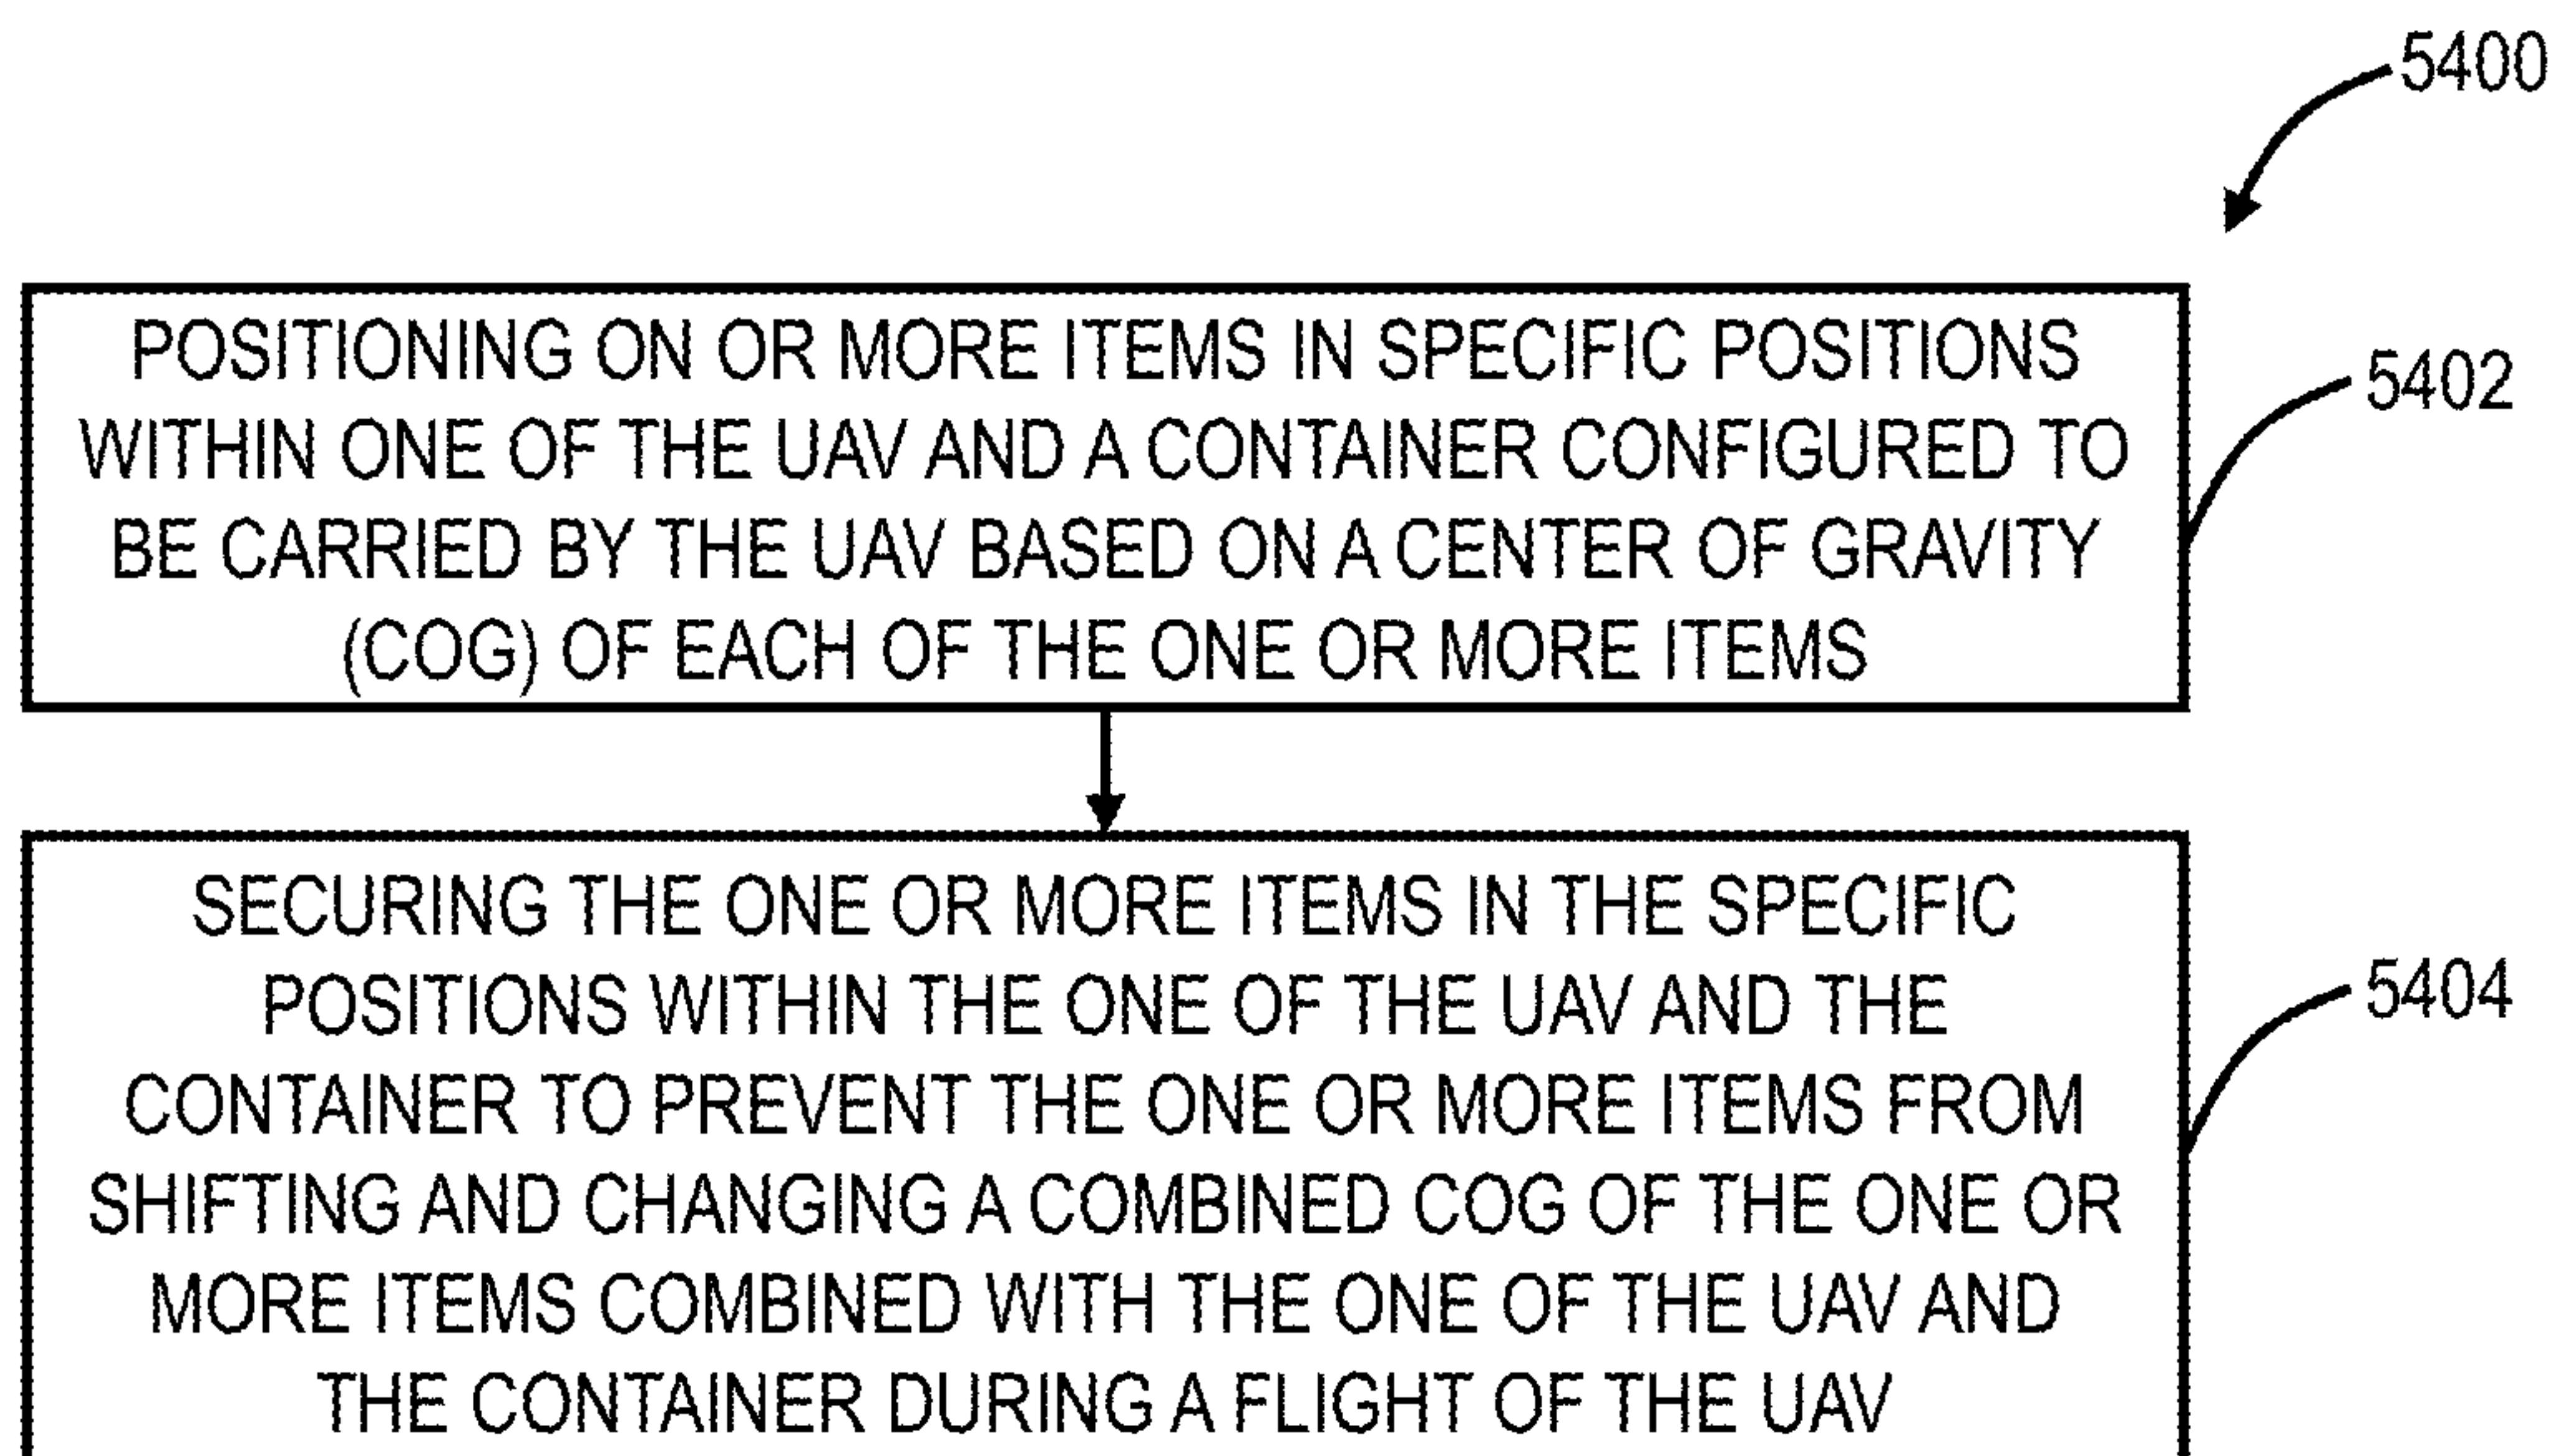 5400
POSITIONING ON OR MORE ITEMS IN SPECIFIC POSITIONS
WITHIN ONE OF THE UAV AND A CONTAINER CONFIGURED TO
BE CARRIED BY THE UAV BASED ON A CENTER OF GRAVITY
(COG) OF EACH OF THE ONE OR MORE ITEMS
5402
SECURING THE ONE OR MORE ITEMS IN THE SPECIFIC
POSITIONS WITHIN THE ONE OF THE UAV AND THE
CONTAINER TO PREVENT THE ONE OR MORE ITEMS FROM
SHIFTING AND CHANGING A COMBINED COG OF THE ONE OR
MORE ITEMS COMBINED WITH THE ONE OF THE UAV AND
THE CONTAINER DURING A FLIGHT OF THE UAV
5404